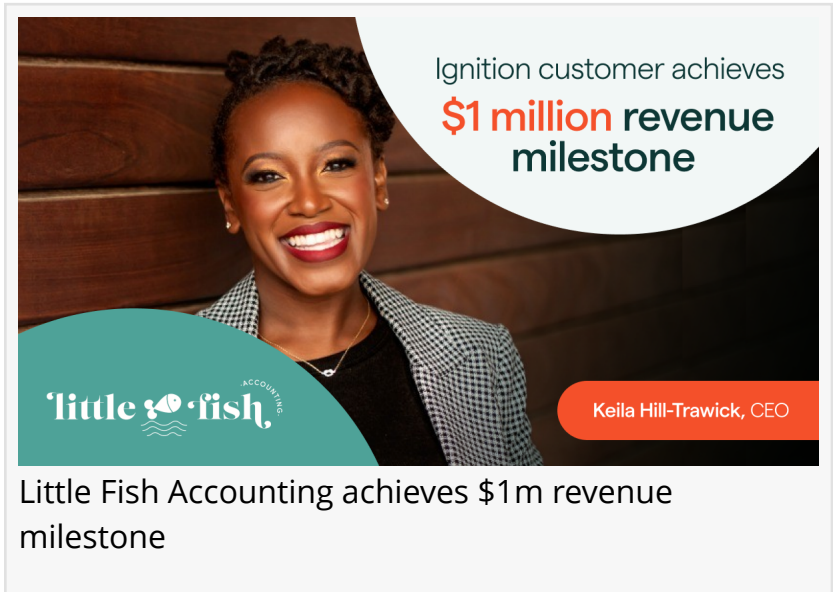 Ignition customer achieves
$1 million revenue
milestone
little fish
.ACCOUNTING.
Keila Hill-Trawick, CEO
Little Fish Accounting achieves $1m revenue
milestone